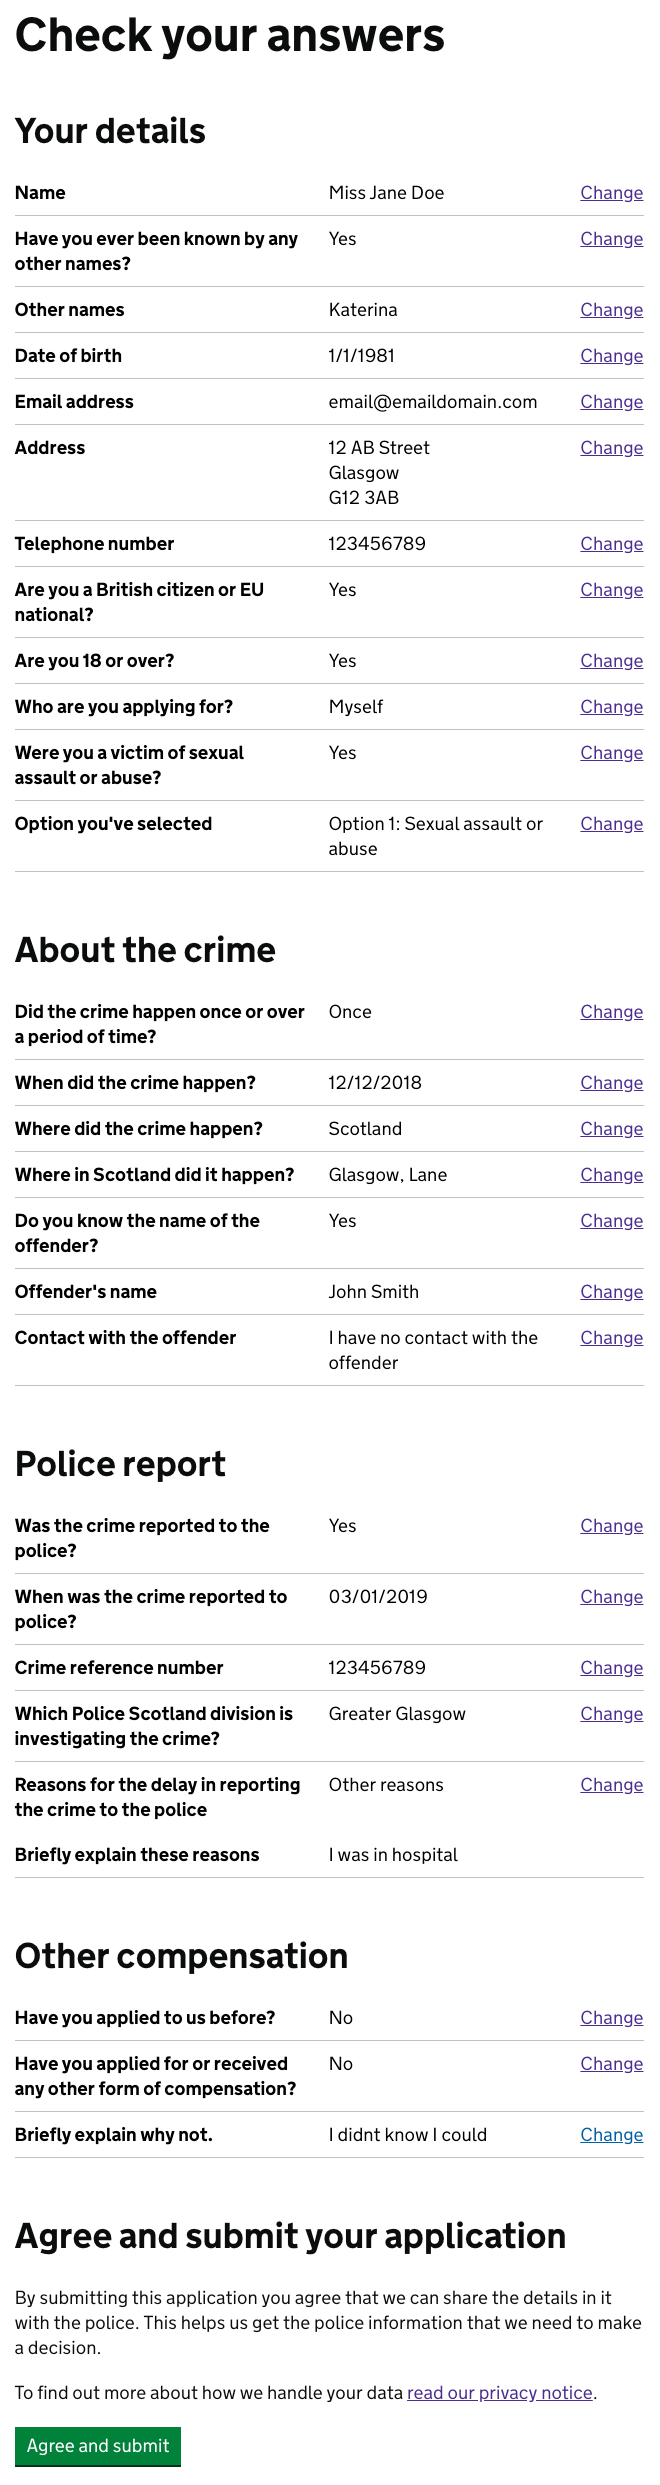 Check your answers
Your details
Name Miss Jane Doe Change
Have you ever been known by any Yes Change
other names?
Other names Katerina Change
Date of birth 1/1/1981 Change
Email address email@emaildomain.com Change
Address 12 AB Street Change
Glasgow
G12 3AB
Telephone number 123456789 Change
Are you a British citizen or EU Yes Change
national?
Are you 18 or over? Yes Change
Who are you applying for? Myself Change
Were you a victim of sexual Yes Change
assault or abuse?
Option you've selected Option 1: Sexual assault or Change
abuse
About the crime
Did the crime happen once or over Once Change
a period of time?
When did the crime happen? 12/12/2018 Change
Where did the crime happen? Scotland Change
Where in Scotland did it happen? Glasgow, Lane Change
Do you know the name of the Yes Change
offender?
Offender's name John Smith Change
Contact with the offender I have no contact with the Change
offender
Police report
Was the crime reported to the Yes Change
police?
When was the crime reported to 03/01/2019 Change
police?
Crime reference number 123456789 Change
Which Police Scotland division is Greater Glasgow Change
investigating the crime?
Reasons for the delay in reporting Other reasons Change
the crime to the police
Briefly explain these reasons I was in hospital
Other compensation
Have you applied to us before? No Change
Have you applied for or received No Change
any other form of compensation?
Briefly explain why not. I didnt know I could Change
Agree and submit your application
By submitting this application you agree that we can share the details in it
with the police. This helps us get the police information that we need to make
a decision.
To find out more about how we handle your data read our privacy notice.
Agree and submit